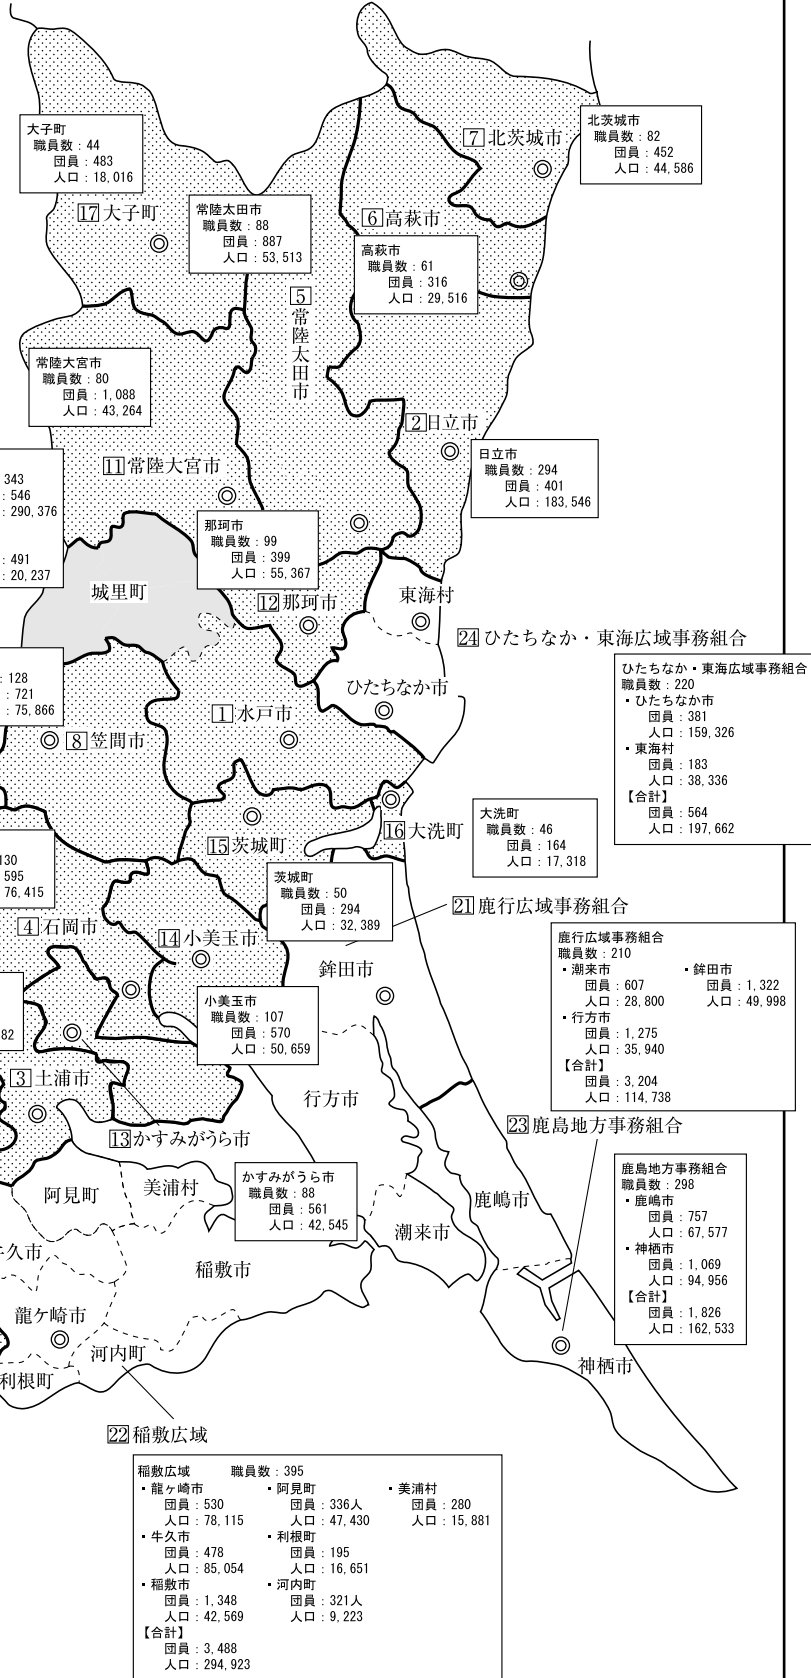 大子町
職員数：44
団員：483
人口：18,016
17 大子町
常陸太田市
職員数：88
団員：887
人口：53,513
7 北茨城市
北茨城市
職員数：82
団員：452
人口：44,586
6 高萩市
高萩市
職員数：61
団員：316
人口：29,516
5 常陸太田市
常陸大宮市
職員数：80
団員：1,088
人口：43,264
11 常陸大宮市
2 日立市
日立市
職員数：294
団員：401
人口：183,546
343
：546
：290,376
：491
：20,237
那珂市
職員数：99
団員：399
人口：55,367
城里町
12 那珂市
東海村
24 ひたちなか・東海広域事務組合
ひたちなか・東海広域事務組合
職員数：220
・ひたちなか市
団員：381
人口：159,326
・東海村
団員：183
人口：38,336
【合計】
団員：564
人口：197,662
：128
：721
：75,866
ひたちなか市
1 水戸市
8 笠間市
15 茨城町
16 大洗町
大洗町
職員数：46
団員：164
人口：17,318
130
595
76,415
茨城町
職員数：50
団員：294
人口：32,389
21 鹿行広域事務組合
4 石岡市
14 小美玉市
鉾田市
鹿行広域事務組合
職員数：210
・潮来市
団員：607
人口：28,800
・鉾田市
団員：1,322
人口：49,998
・行方市
団員：1,275
人口：35,940
【合計】
団員：3,204
人口：114,738
82
小美玉市
職員数：107
団員：570
人口：50,659
3 土浦市
行方市
13 かすみがうら市
23 鹿島地方事務組合
鹿島地方事務組合
職員数：298
・鹿嶋市
団員：757
人口：67,577
・神栖市
団員：1,069
人口：94,956
【合計】
団員：1,826
人口：162,533
かすみがうら市
職員数：88
団員：561
人口：42,545
阿見町
美浦村
鹿嶋市
潮来市
牛久市
稲敷市
龍ケ崎市
河内町
利根町
神栖市
22 稲敷広域
稲敷広域 職員数：395
・龍ヶ崎市
団員：530
人口：78,115
・阿見町
団員：336人
人口：47,430
・美浦村
団員：280
人口：15,881
・牛久市
団員：478
人口：85,054
・利根町
団員：195
人口：16,651
・稲敷市
団員：1,348
人口：42,569
・河内町
団員：321人
人口：9,223
【合計】
団員：3,488
人口：294,923